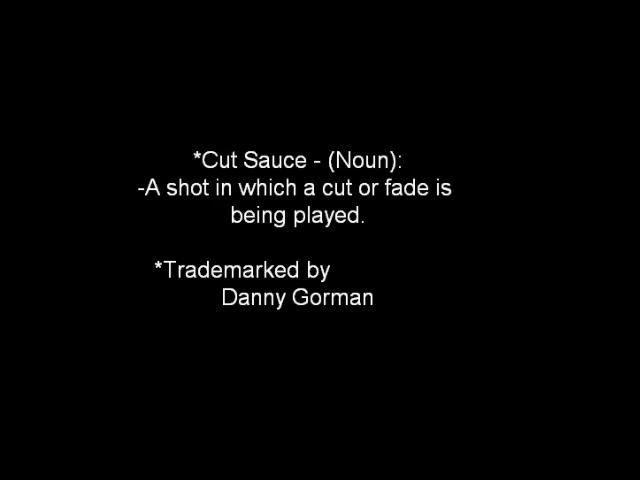 *Cut Sauce - (Noun):
-A shot in which a cut or fade is
being played.
*Trademarked by
Danny Gorman